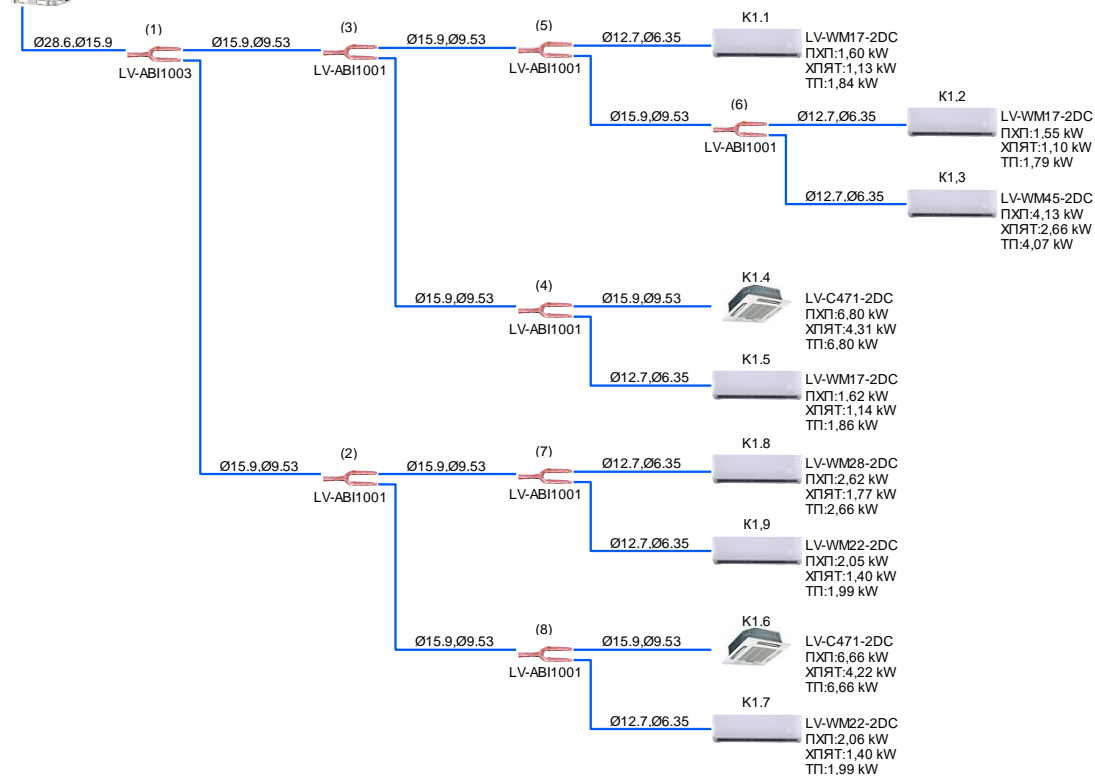 Ø28.6,Ø15.9
(1)
LV-ABI1003
Ø15.9,Ø9.53
(3)
LV-ABI1001
Ø15.9,Ø9.53
(5)
LV-ABI1001
Ø12.7,Ø6.35
K1.1
LV-WM17-2DC
ПХП:1,60 kW
ХПЯТ:1,13 kW
ТП:1,84 kW
Ø15.9,Ø9.53
(6)
LV-ABI1001
Ø12.7,Ø6.35
K1,2
LV-WM17-2DC
ПХП:1,55 kW
ХПЯТ:1,10 kW
ТП:1,79 kW
Ø12.7,Ø6.35
K1,3
LV-WM45-2DC
ПХП:4,13 kW
ХПЯТ:2,66 kW
ТП:4,07 kW
Ø15.9,Ø9.53
(4)
LV-ABI1001
Ø15.9,Ø9.53
K1.4
LV-C471-2DC
ПХП:6,80 kW
ХПЯТ:4,31 kW
ТП:6,80 kW
Ø12.7,Ø6.35
K1.5
LV-WM17-2DC
ПХП:1,62 kW
ХПЯТ:1,14 kW
ТП:1,86 kW
Ø15.9,Ø9.53
(2)
LV-ABI1001
Ø15.9,Ø9.53
(7)
LV-ABI1001
Ø12.7,Ø6.35
K1.8
LV-WM28-2DC
ПХП:2,62 kW
ХПЯТ:1,77 kW
ТП:2,66 kW
Ø12.7,Ø6.35
K1,9
LV-WM22-2DC
ПХП:2,05 kW
ХПЯТ:1,40 kW
ТП:1,99 kW
Ø15.9,Ø9.53
(8)
LV-ABI1001
Ø15.9,Ø9.53
K1.6
LV-C471-2DC
ПХП:6,66 kW
ХПЯТ:4,22 kW
ТП:6,66 kW
Ø12.7,Ø6.35
K1.7
LV-WM22-2DC
ПХП:2,06 kW
ХПЯТ:1,40 kW
ТП:1,99 kW